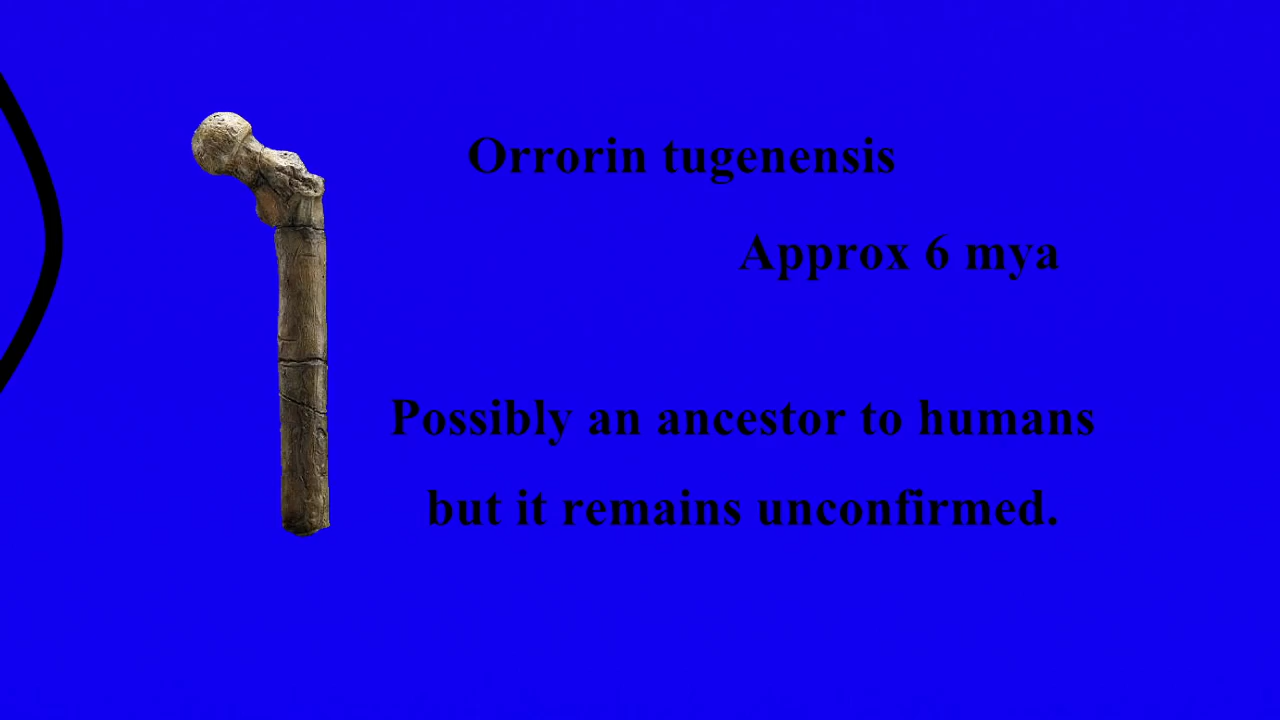 Orrorin tugenensis
Approx 6 mya
Possibly an ancestor to humans
but it remains unconfirmed.